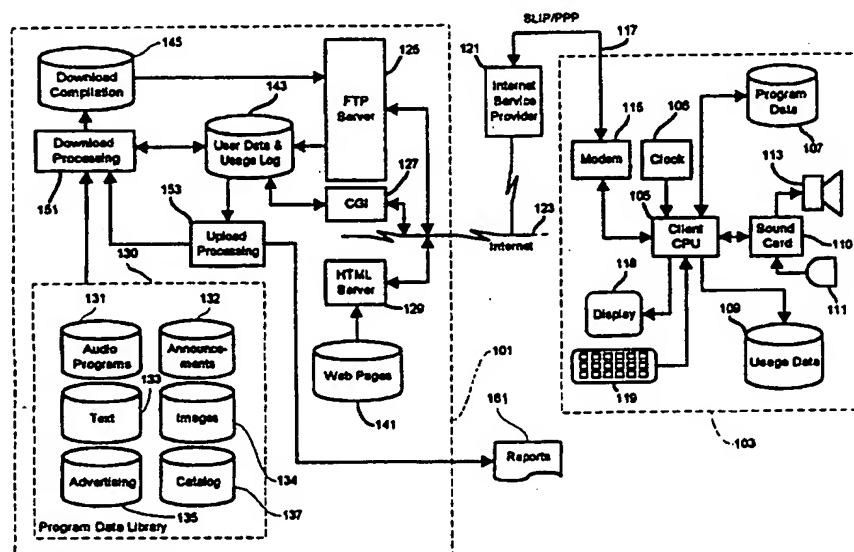 SLIP/PPP
117
145
Download
Compilation
125
FTP
Server
121
Internet
Service
Provider
143
User Data &
Usage Log
Download
Processing
151
127
CGI
153
Upload
Processing
130
123
Internet
HTML
Server
129
Web Pages
141
101
131
Audio
Programs
132
Announce-
ments
133
Text
Images
134
Advertising
135
Catalog
137
Program Data Library
161
Reports
115
Modem
106
Clock
Program
Data
107
113
105
Client
CPU
Sound
Card
110
111
118
Display
119
109
Usage Data
103